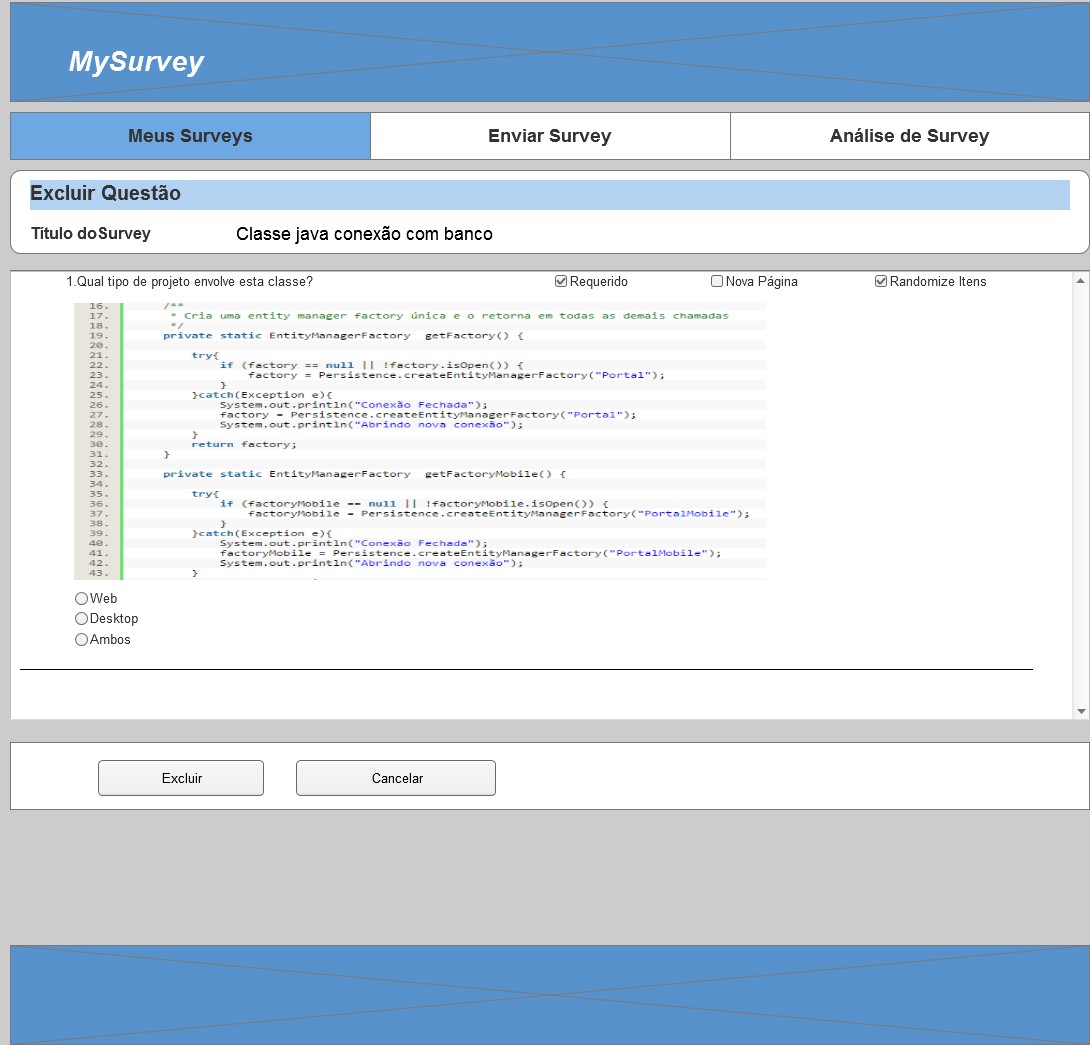 MySurvey
Meus Surveys Enviar Survey Análise de Survey
Excluir Questão
Título doSurvey Classe java conexão com banco
1.Qual tipo de projeto envolve esta classe? Requerido Nova Página Randomize Itens
16. /**
17. * Cria uma entity manager factory única e o retorna em todas as demais chamadas
18. */
19. private static EntityManagerFactory getFactory() {
20.
21. try{
22. if (factory == null || !factory.isOpen()) {
23. factory = Persistence.createEntityManagerFactory("Portal");
24. }
25. }catch(Exception e){
26. System.out.println("Conexão Fechada");
27. factory = Persistence.createEntityManagerFactory("Portal");
28. System.out.println("Abrindo nova conexão");
29. }
30. return factory;
31. }
32.
33. private static EntityManagerFactory getFactoryMobile() {
34.
35. try{
36. if (factoryMobile == null || !factoryMobile.isOpen()) {
37. factoryMobile = Persistence.createEntityManagerFactory("PortalMobile");
38. }
39. }catch(Exception e){
40. System.out.println("Conexão Fechada");
41. factoryMobile = Persistence.createEntityManagerFactory("PortalMobile");
42. System.out.println("Abrindo nova conexão");
43. }
Web
Desktop
Ambos
Excluir Cancelar